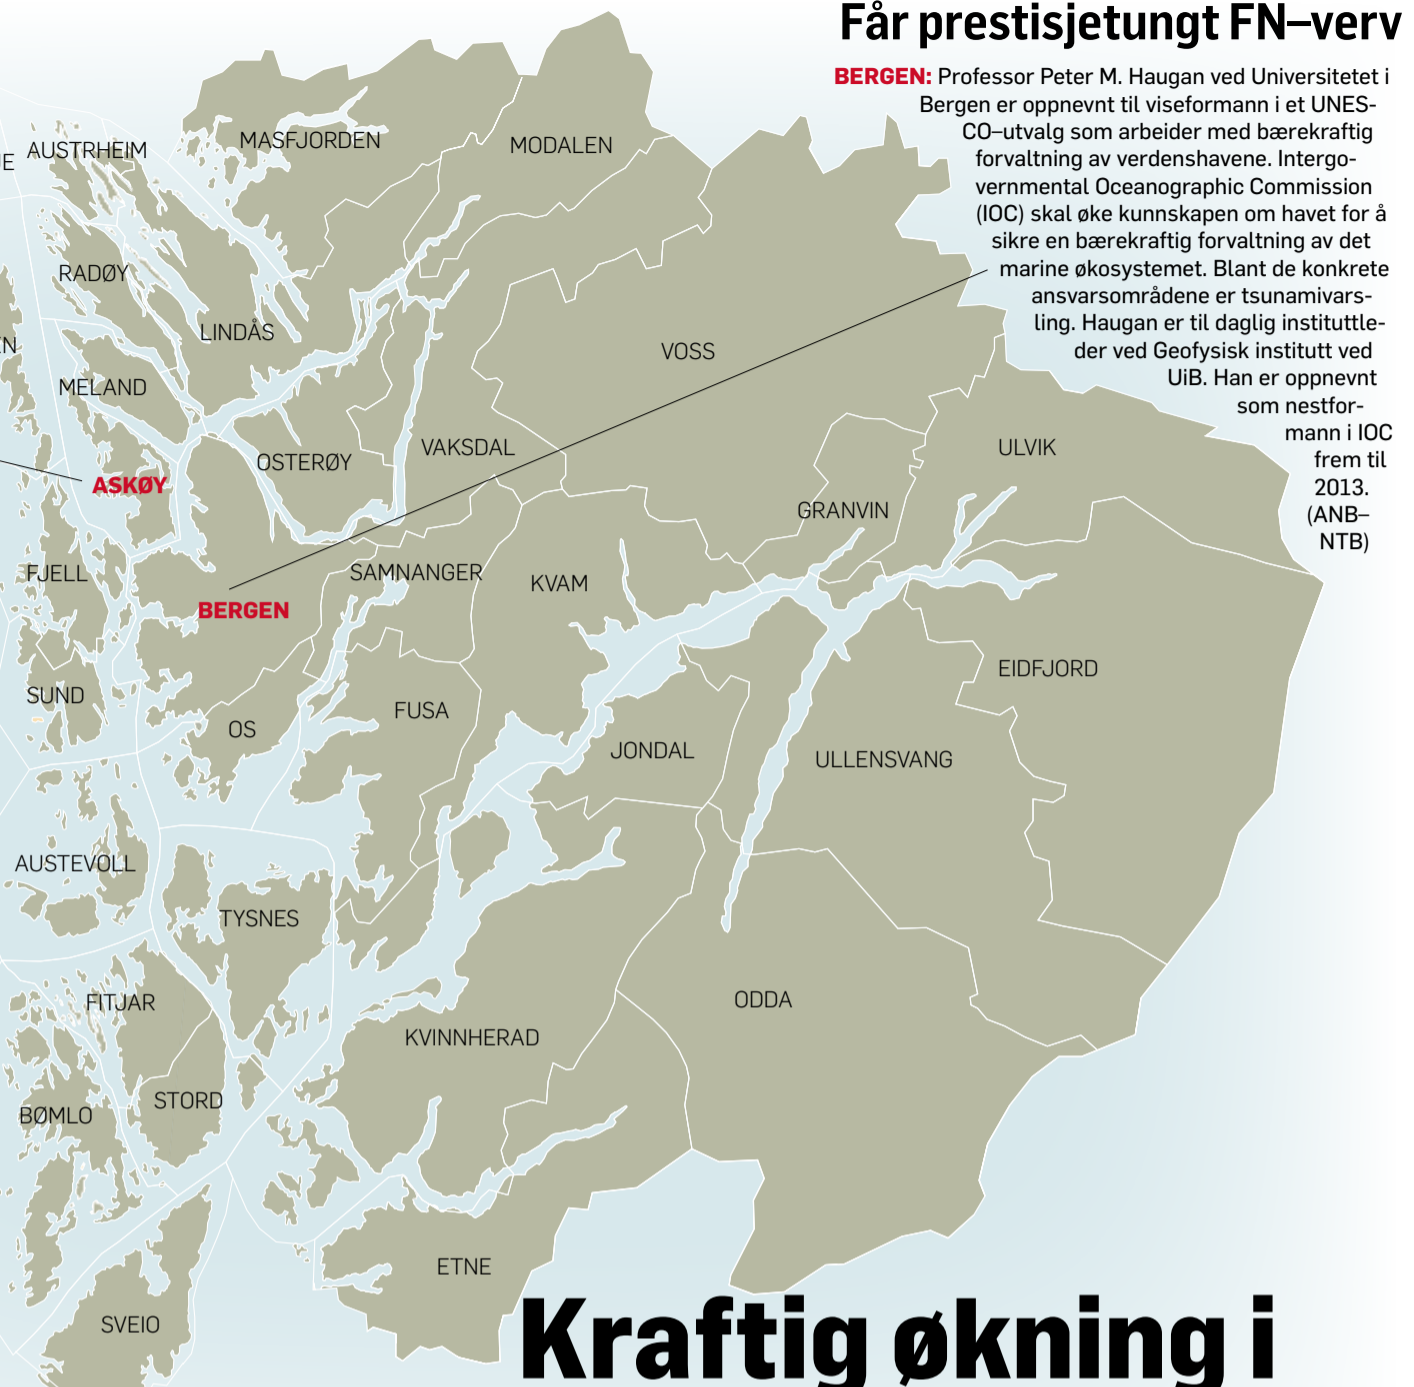 Får prestisjetungt FN–verv
BERGEN: Professor Peter M. Haugan ved Universitetet i
Bergen er oppnevnt til viseformann i et UNES-
CO–utvalg som arbeider med bærekraftig
forvaltning av verdenshavene. Intergo-
vernmental Oceanographic Commission
(IOC) skal øke kunnskapen om havet for å
sikre en bærekraftig forvaltning av det
marine økosystemet. Blant de konkrete
ansvarsområdene er tsunamivars-
ling. Haugan er til daglig instituttle-
der ved Geofysisk institutt ved
UiB. Han er oppnevnt
som nestfor-
mann i IOC
frem til
2013.
(ANB–
NTB)
MASFJORDEN
MODALEN
AUSTRHEIM
RADØY
LINDÅS
VOSS
MELAND
OSTERØY
VAKSDAL
ULVIK
ASKØY
GRANVIN
FJELL
SAMNANGER
KVAM
BERGEN
EIDFJORD
SUND
FUSA
OS
JONDAL
ULLENSVANG
AUSTEVOLL
TYSNES
FITJAR
ODDA
KVINNHERAD
STORD
BØMLO
ETNE
SVEIO
Kraftig økning i